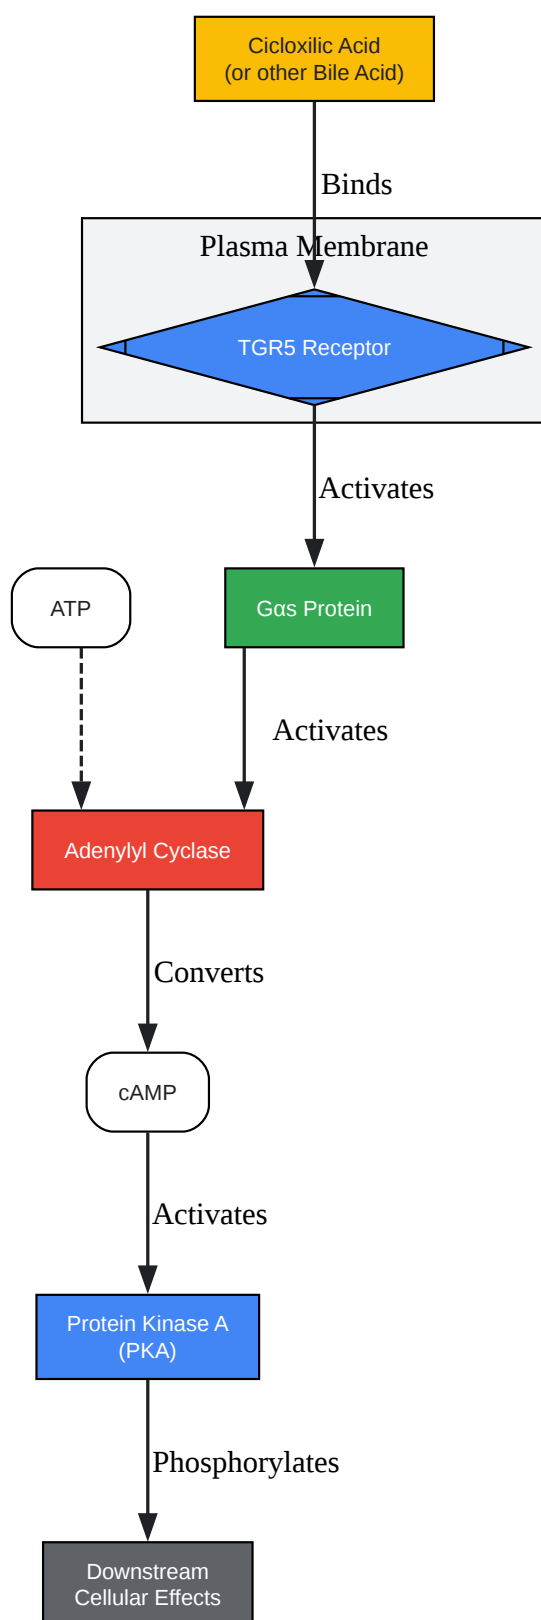 Cicloxilic Acid
(or other Bile Acid)
Binds
Plasma Membrane
TGR5 Receptor
Activates
ATP
Gαs Protein
Activates
Adenylyl Cyclase
Converts
cAMP
Activates
Protein Kinase A
(PKA)
Phosphorylates
Downstream
Cellular Effects